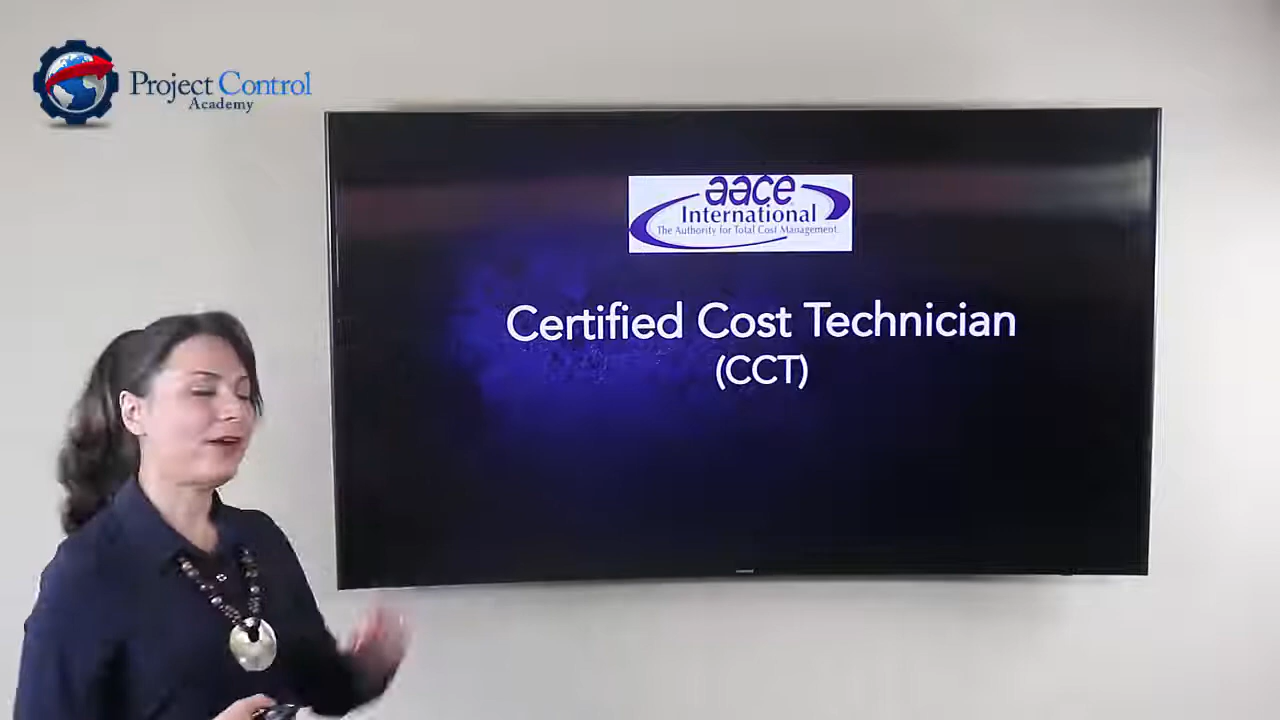 Project Control
Academy
aace
International
The Authority for Total Cost Management
Certified Cost Technician
(CCT)